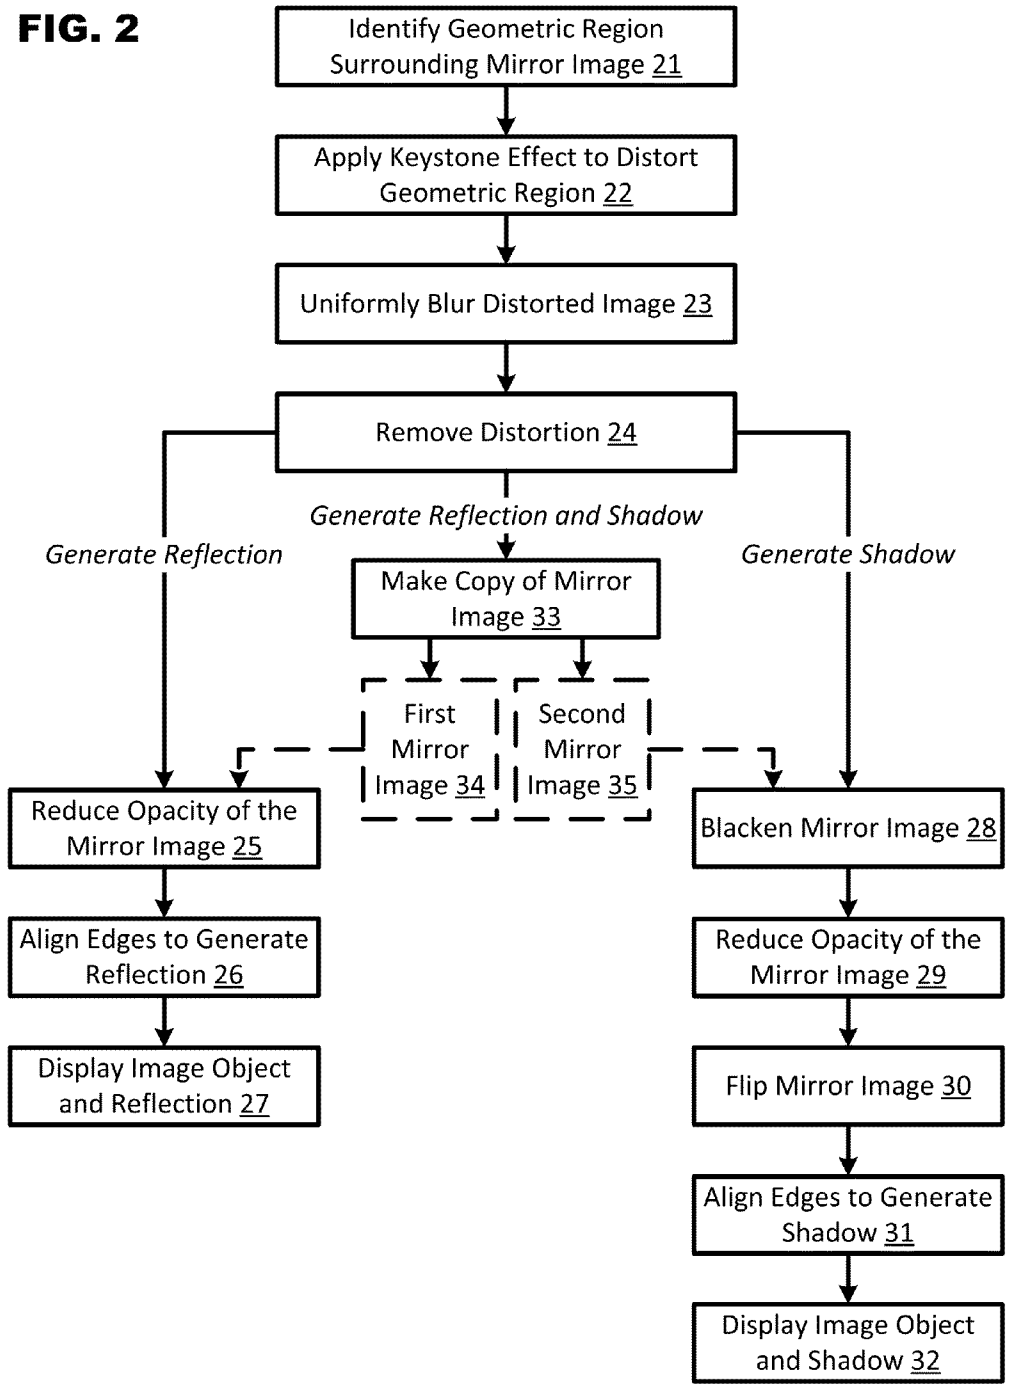 FIG. 2
Identify Geometric Region
Surrounding Mirror Image 21
Apply Keystone Effect to Distort
Geometric Region 22
Uniformly Blur Distorted Image 23
Remove Distortion 24
Generate Reflection and Shadow
Generate Reflection
Generate Shadow
Make Copy of Mirror
Image 33
First
Mirror
Image 34
Second
Mirror
Image 35
Reduce Opacity of the
Mirror Image 25
Align Edges to Generate
Reflection 26
Display Image Object
and Reflection 27
Blacken Mirror Image 28
Reduce Opacity of the
Mirror Image 29
Flip Mirror Image 30
Align Edges to Generate
Shadow 31
Display Image Object
and Shadow 32